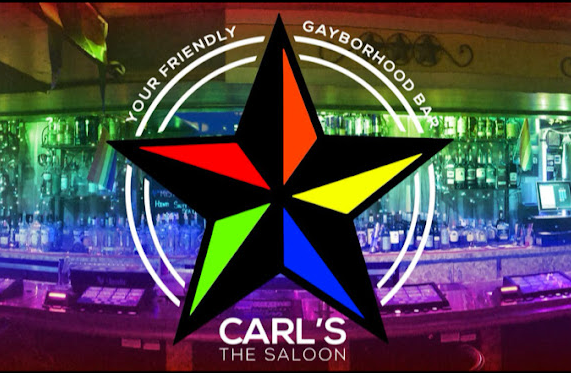 YOUR FRIENDLY
GAYBORHOOD BAR
CARL'S
THE SALOON